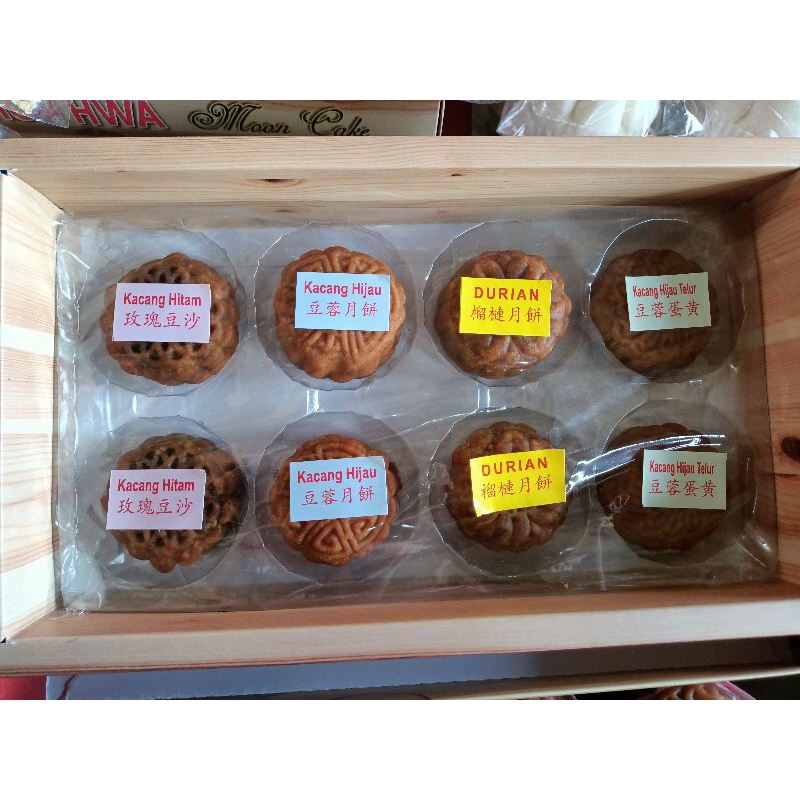 HWA Moon Cake
Kacang Hitam
玫瑰豆沙
Kacang Hijau
豆蓉月餅
DURIAN
榴槤月餅
Kacang Hijau Telur
豆蓉蛋黄
Kacang Hitam
玫瑰豆沙
Kacang Hijau
豆蓉月餅
DURIAN
榴槤月餅
Kacang Hijau Telur
豆蓉蛋黄